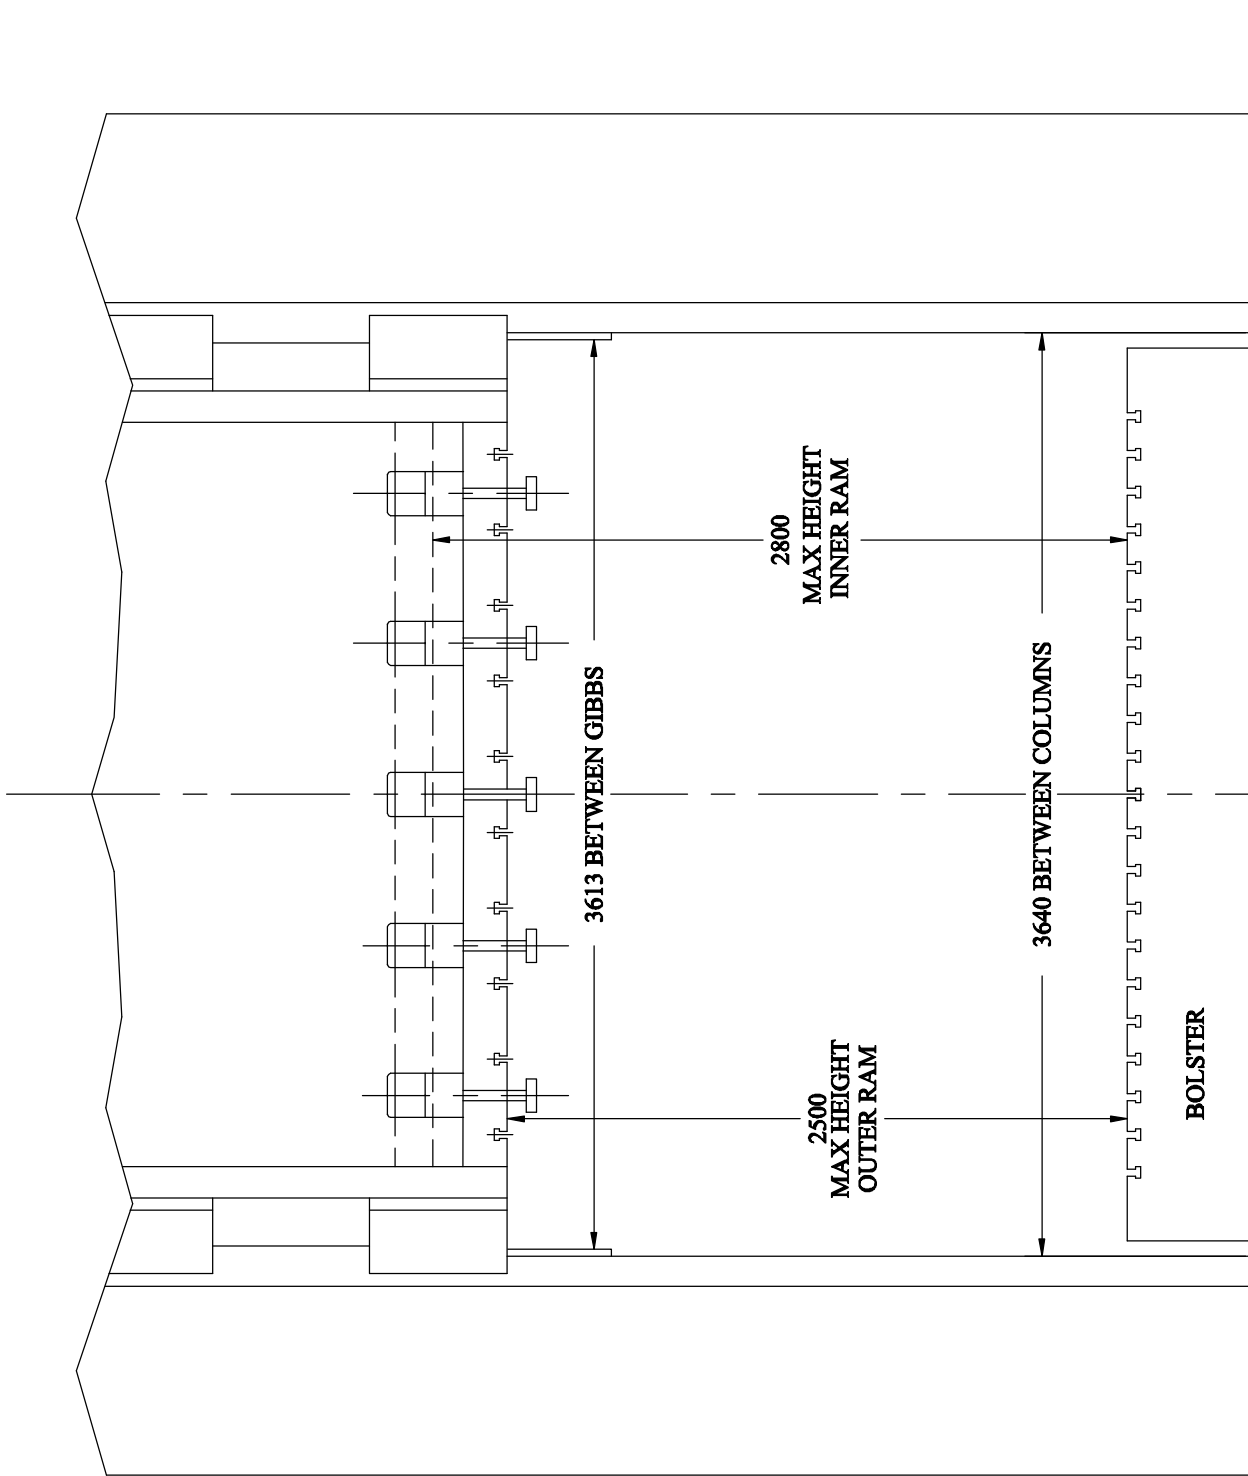 2800
MAX HEIGHT
INNER RAM
3613 BETWEEN GIBBS
3640 BETWEEN COLUMNS
2500
MAX HEIGHT
OUTER RAM
BOLSTER